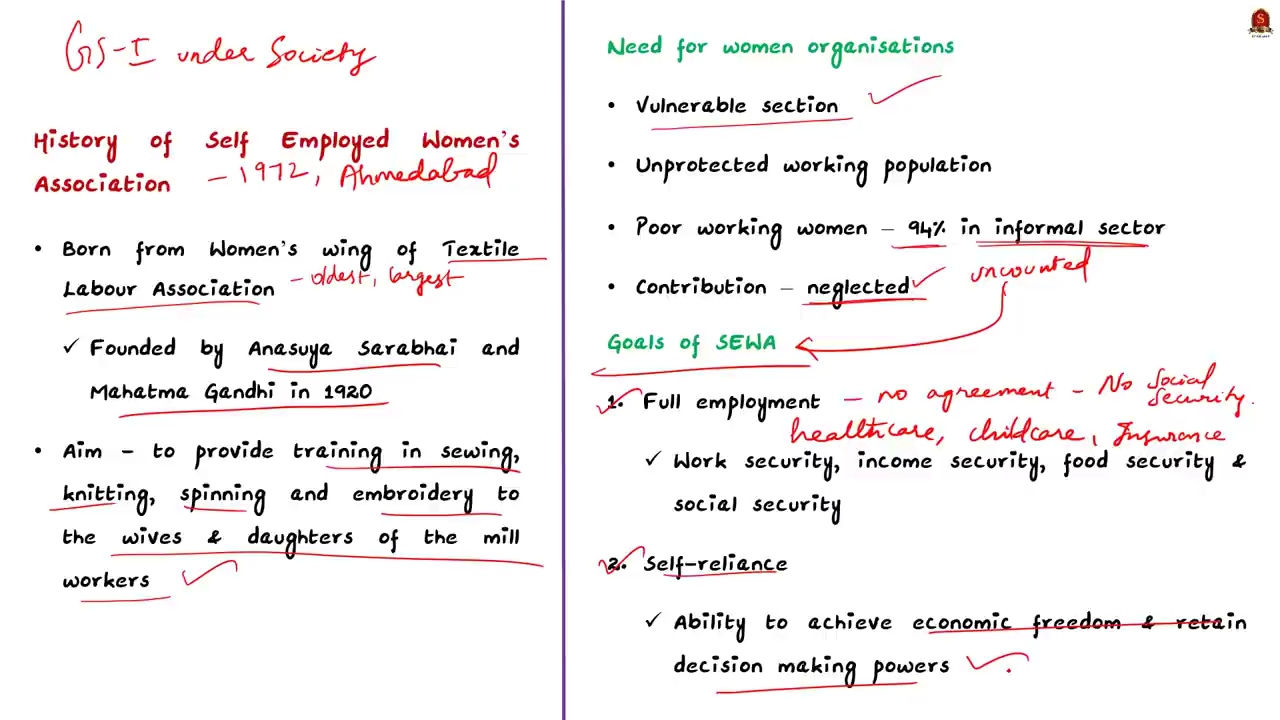 GS-I under Society
History of Self Employed Women's
Association - 1972, Ahmedabad
• Born from Women's wing of Textile
Labour Association - oldest, largest
✓ Founded by Anasuya Sarabhai and
Mahatma Gandhi in 1920
• Aim - to provide training in sewing,
knitting, spinning and embroidery to
the wives & daughters of the mill
workers
Need for women organisations
• Vulnerable section
• Unprotected working population
• Poor working women - 94% in informal sector
uncounted
• Contribution - neglected
Goals of SEWA
1. Full employment - no agreement - No Social
Security.
healthcare, childcare, Insurance
✓ Work security, income security, food security &
social security
2. Self-reliance
✓ Ability to achieve economic freedom & retain
decision making powers